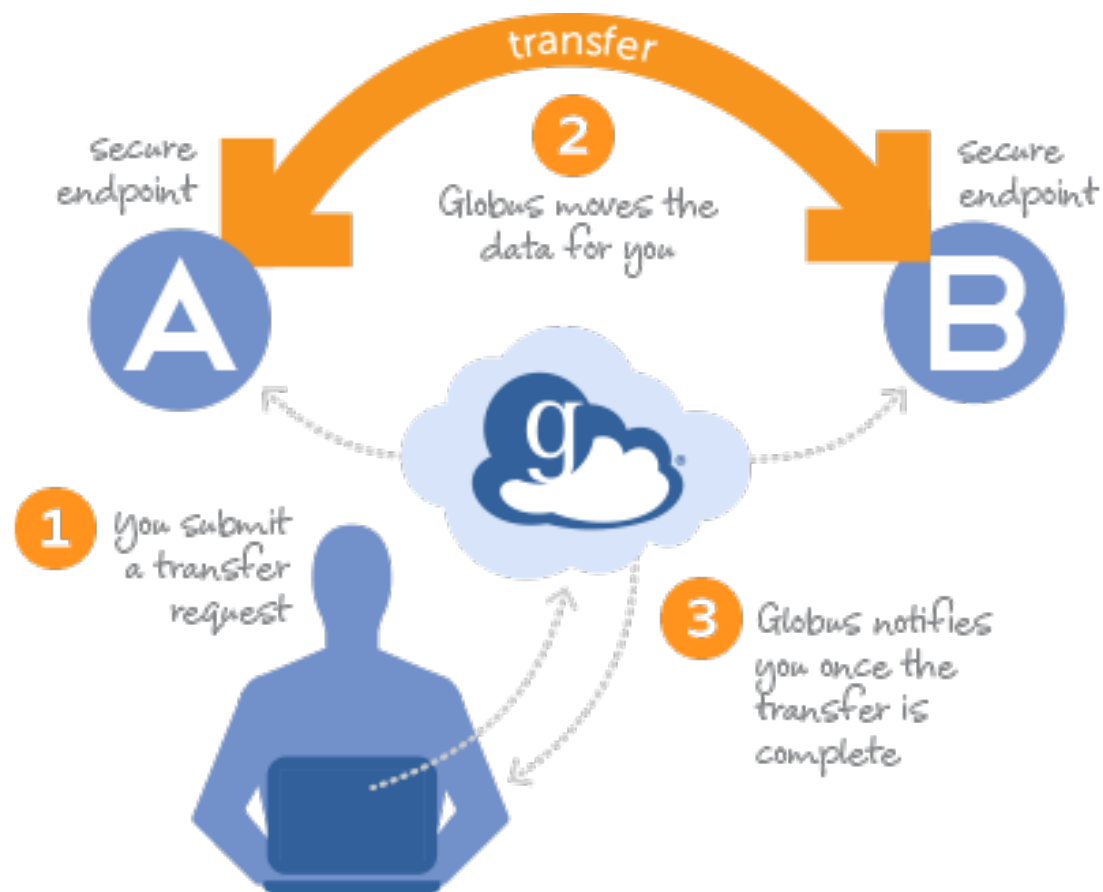 transfer
secure
endpoint
A
2
Globus moves the
data for you
secure
endpoint
B
g
1
you submit
a transfer
request
3
Globus notifies
you once the
transfer is
complete